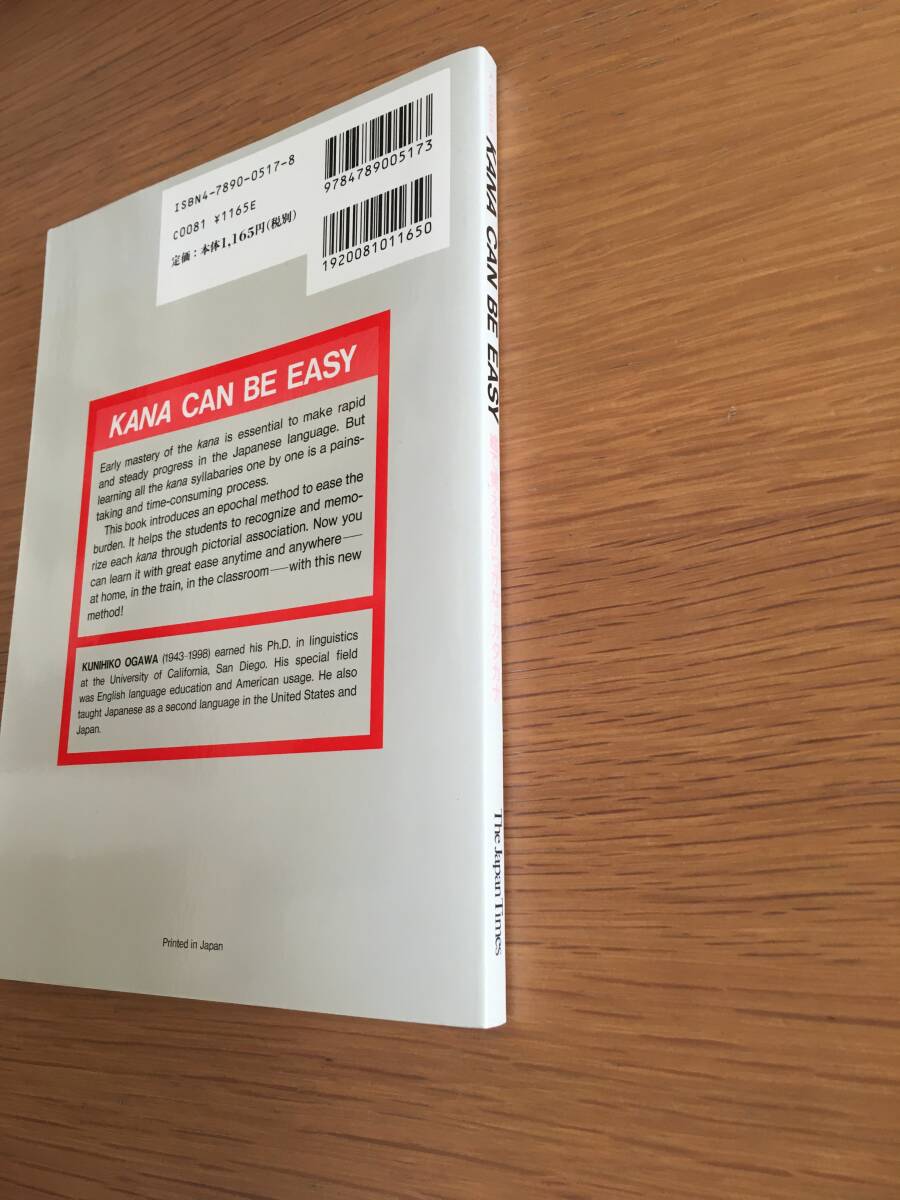 ISBN4-7890-0517-8
C0081 ¥1165E
定価：本体1,165円(税別)
9784789005173
1920081011650
KANA CAN BE EASY
Early mastery of the kana is essential to make rapid
and steady progress in the Japanese language. But
learning all the kana syllabaries one by one is a pains-
taking and time-consuming process.
This book introduces an epochal method to ease the
burden. It helps the students to recognize and memo-
rize each kana through pictorial association. Now you
can learn it with great ease anytime and anywhere—
at home, in the train, in the classroom—with this new
method!
KUNIHIKO OGAWA (1943-1998) earned his Ph.D. in linguistics
at the University of California, San Diego. His special field
was English language education and American usage. He also
taught Japanese as a second language in the United States and
Japan.
Printed in Japan
KANA CAN BE EASY
The Japan Times